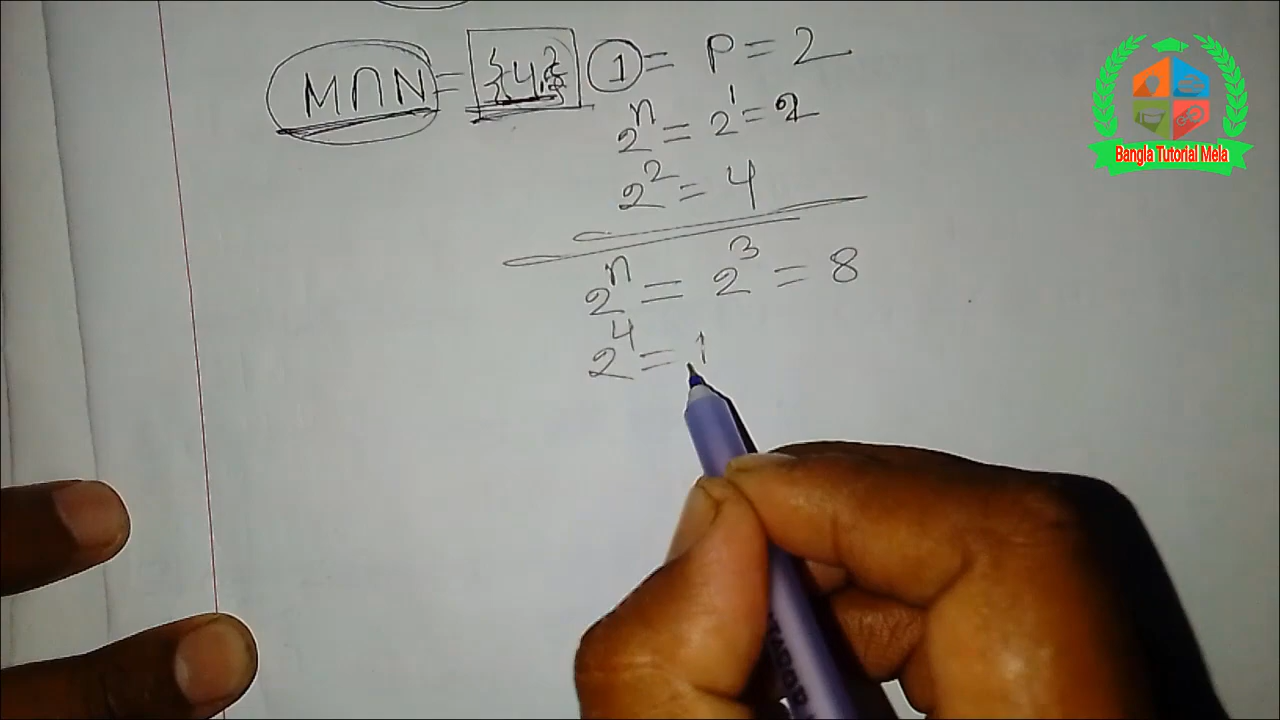 M∩N = {4} ① = P = 2
2ⁿ = 2¹ = 2
2² = 4
2ⁿ = 2³ = 8
2⁴ = 1
Bangla Tutorial Mela